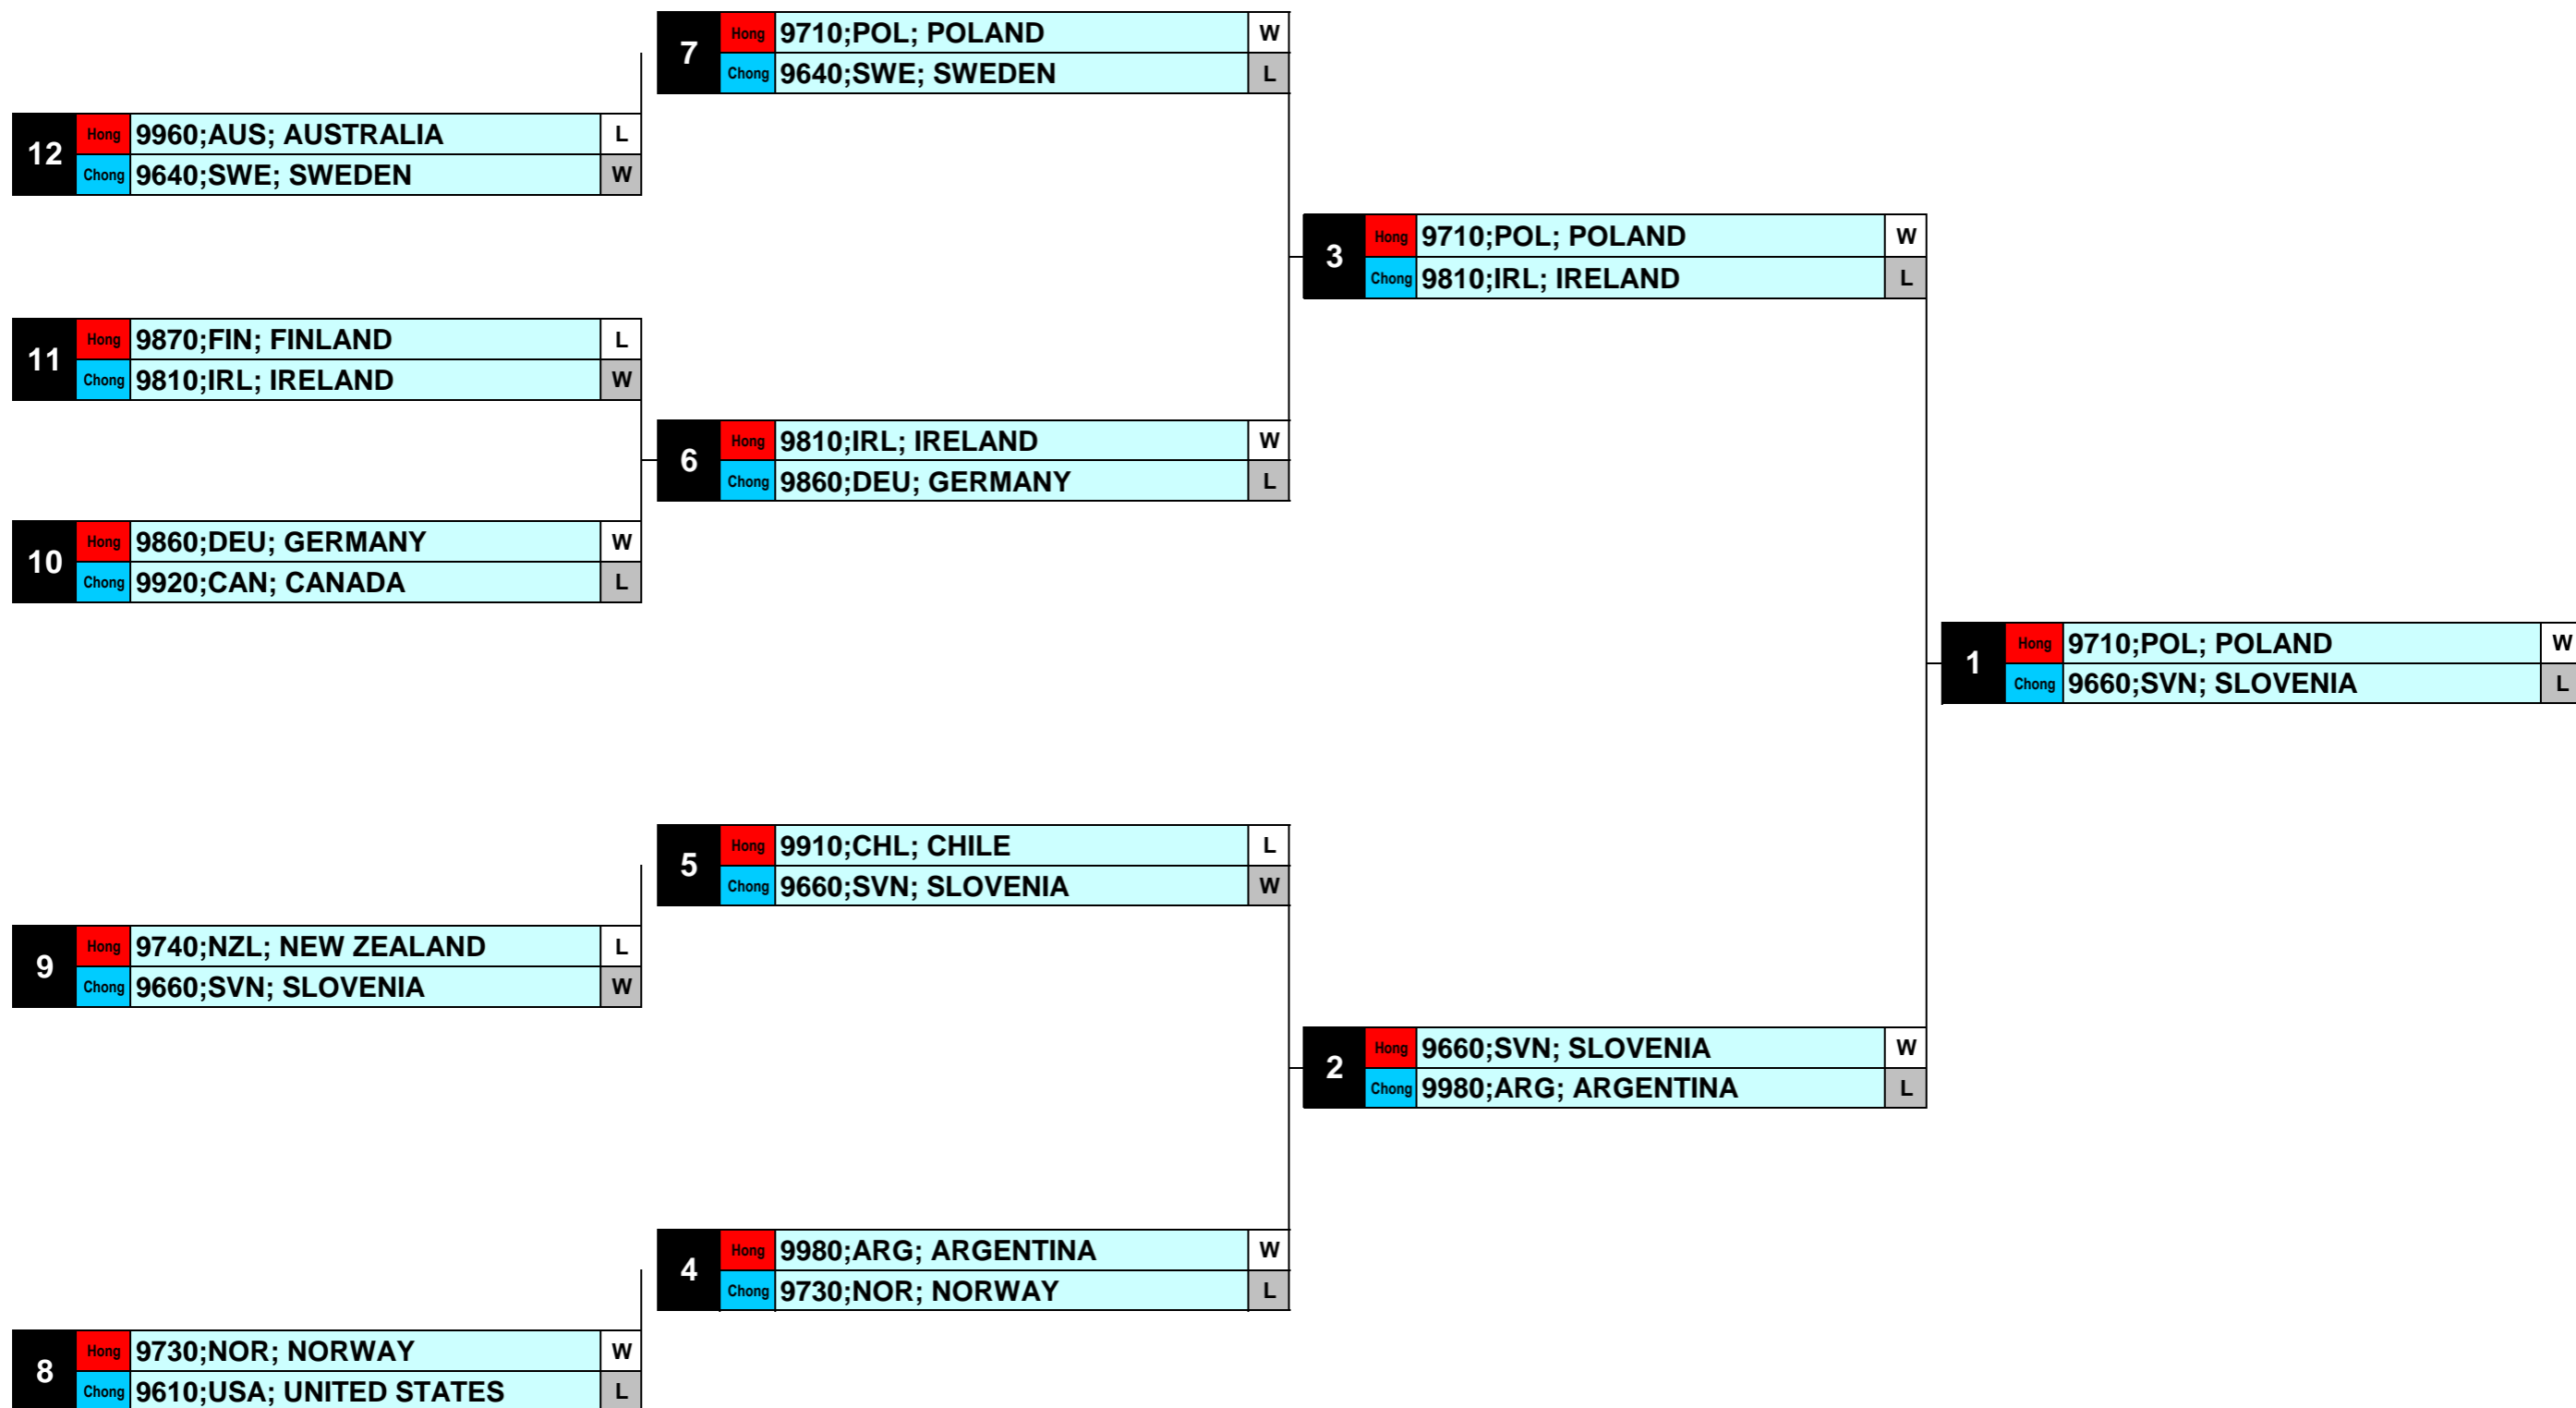 7 Hong 9710;POL; POLAND W
Chong 9640;SWE; SWEDEN L
12 Hong 9960;AUS; AUSTRALIA L
Chong 9640;SWE; SWEDEN W
3 Hong 9710;POL; POLAND W
Chong 9810;IRL; IRELAND L
11 Hong 9870;FIN; FINLAND L
Chong 9810;IRL; IRELAND W
6 Hong 9810;IRL; IRELAND W
Chong 9860;DEU; GERMANY L
10 Hong 9860;DEU; GERMANY W
Chong 9920;CAN; CANADA L
1 Hong 9710;POL; POLAND W
Chong 9660;SVN; SLOVENIA L
5 Hong 9910;CHL; CHILE L
Chong 9660;SVN; SLOVENIA W
9 Hong 9740;NZL; NEW ZEALAND L
Chong 9660;SVN; SLOVENIA W
2 Hong 9660;SVN; SLOVENIA W
Chong 9980;ARG; ARGENTINA L
4 Hong 9980;ARG; ARGENTINA W
Chong 9730;NOR; NORWAY L
8 Hong 9730;NOR; NORWAY W
Chong 9610;USA; UNITED STATES L